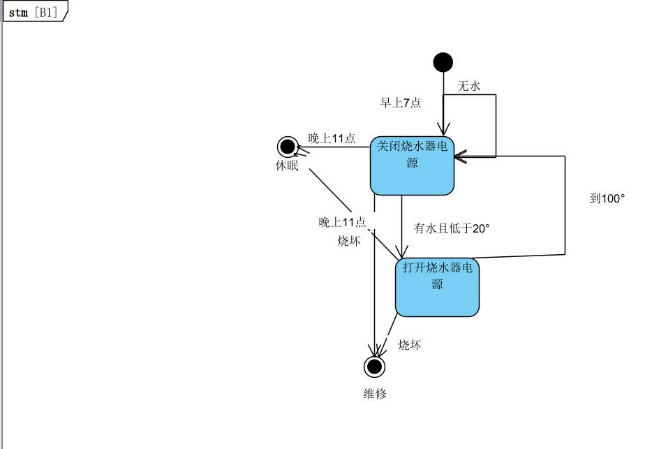 stm [B1]
无水
早上7点
晚上11点
关闭烧水器电
源
休眠
到100°
晚上11点
有水且低于20°
烧坏
打开烧水器电
源
烧坏
维修